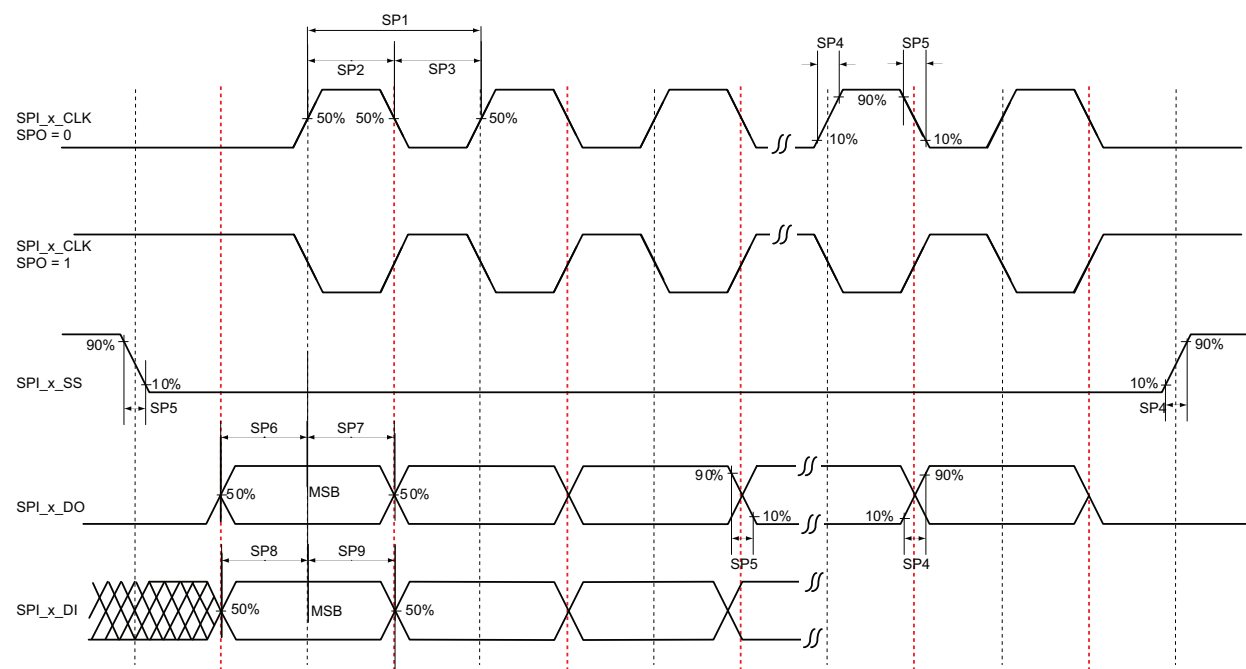 SP1
SP4 SP5
SP2 SP3
SPI_x_CLK
SPO = 0
50% 50% 50% 90%
10% 10%
SPI_x_CLK
SPO = 1
90% 90%
SPI_x_SS
10% 10%
SP5 SP4
SP6 SP7
90% 90%
50% MSB 50%
SPI_x_DO
10% 10%
SP8 SP9 SP5 SP4
SPI_x_DI
50% MSB 50%